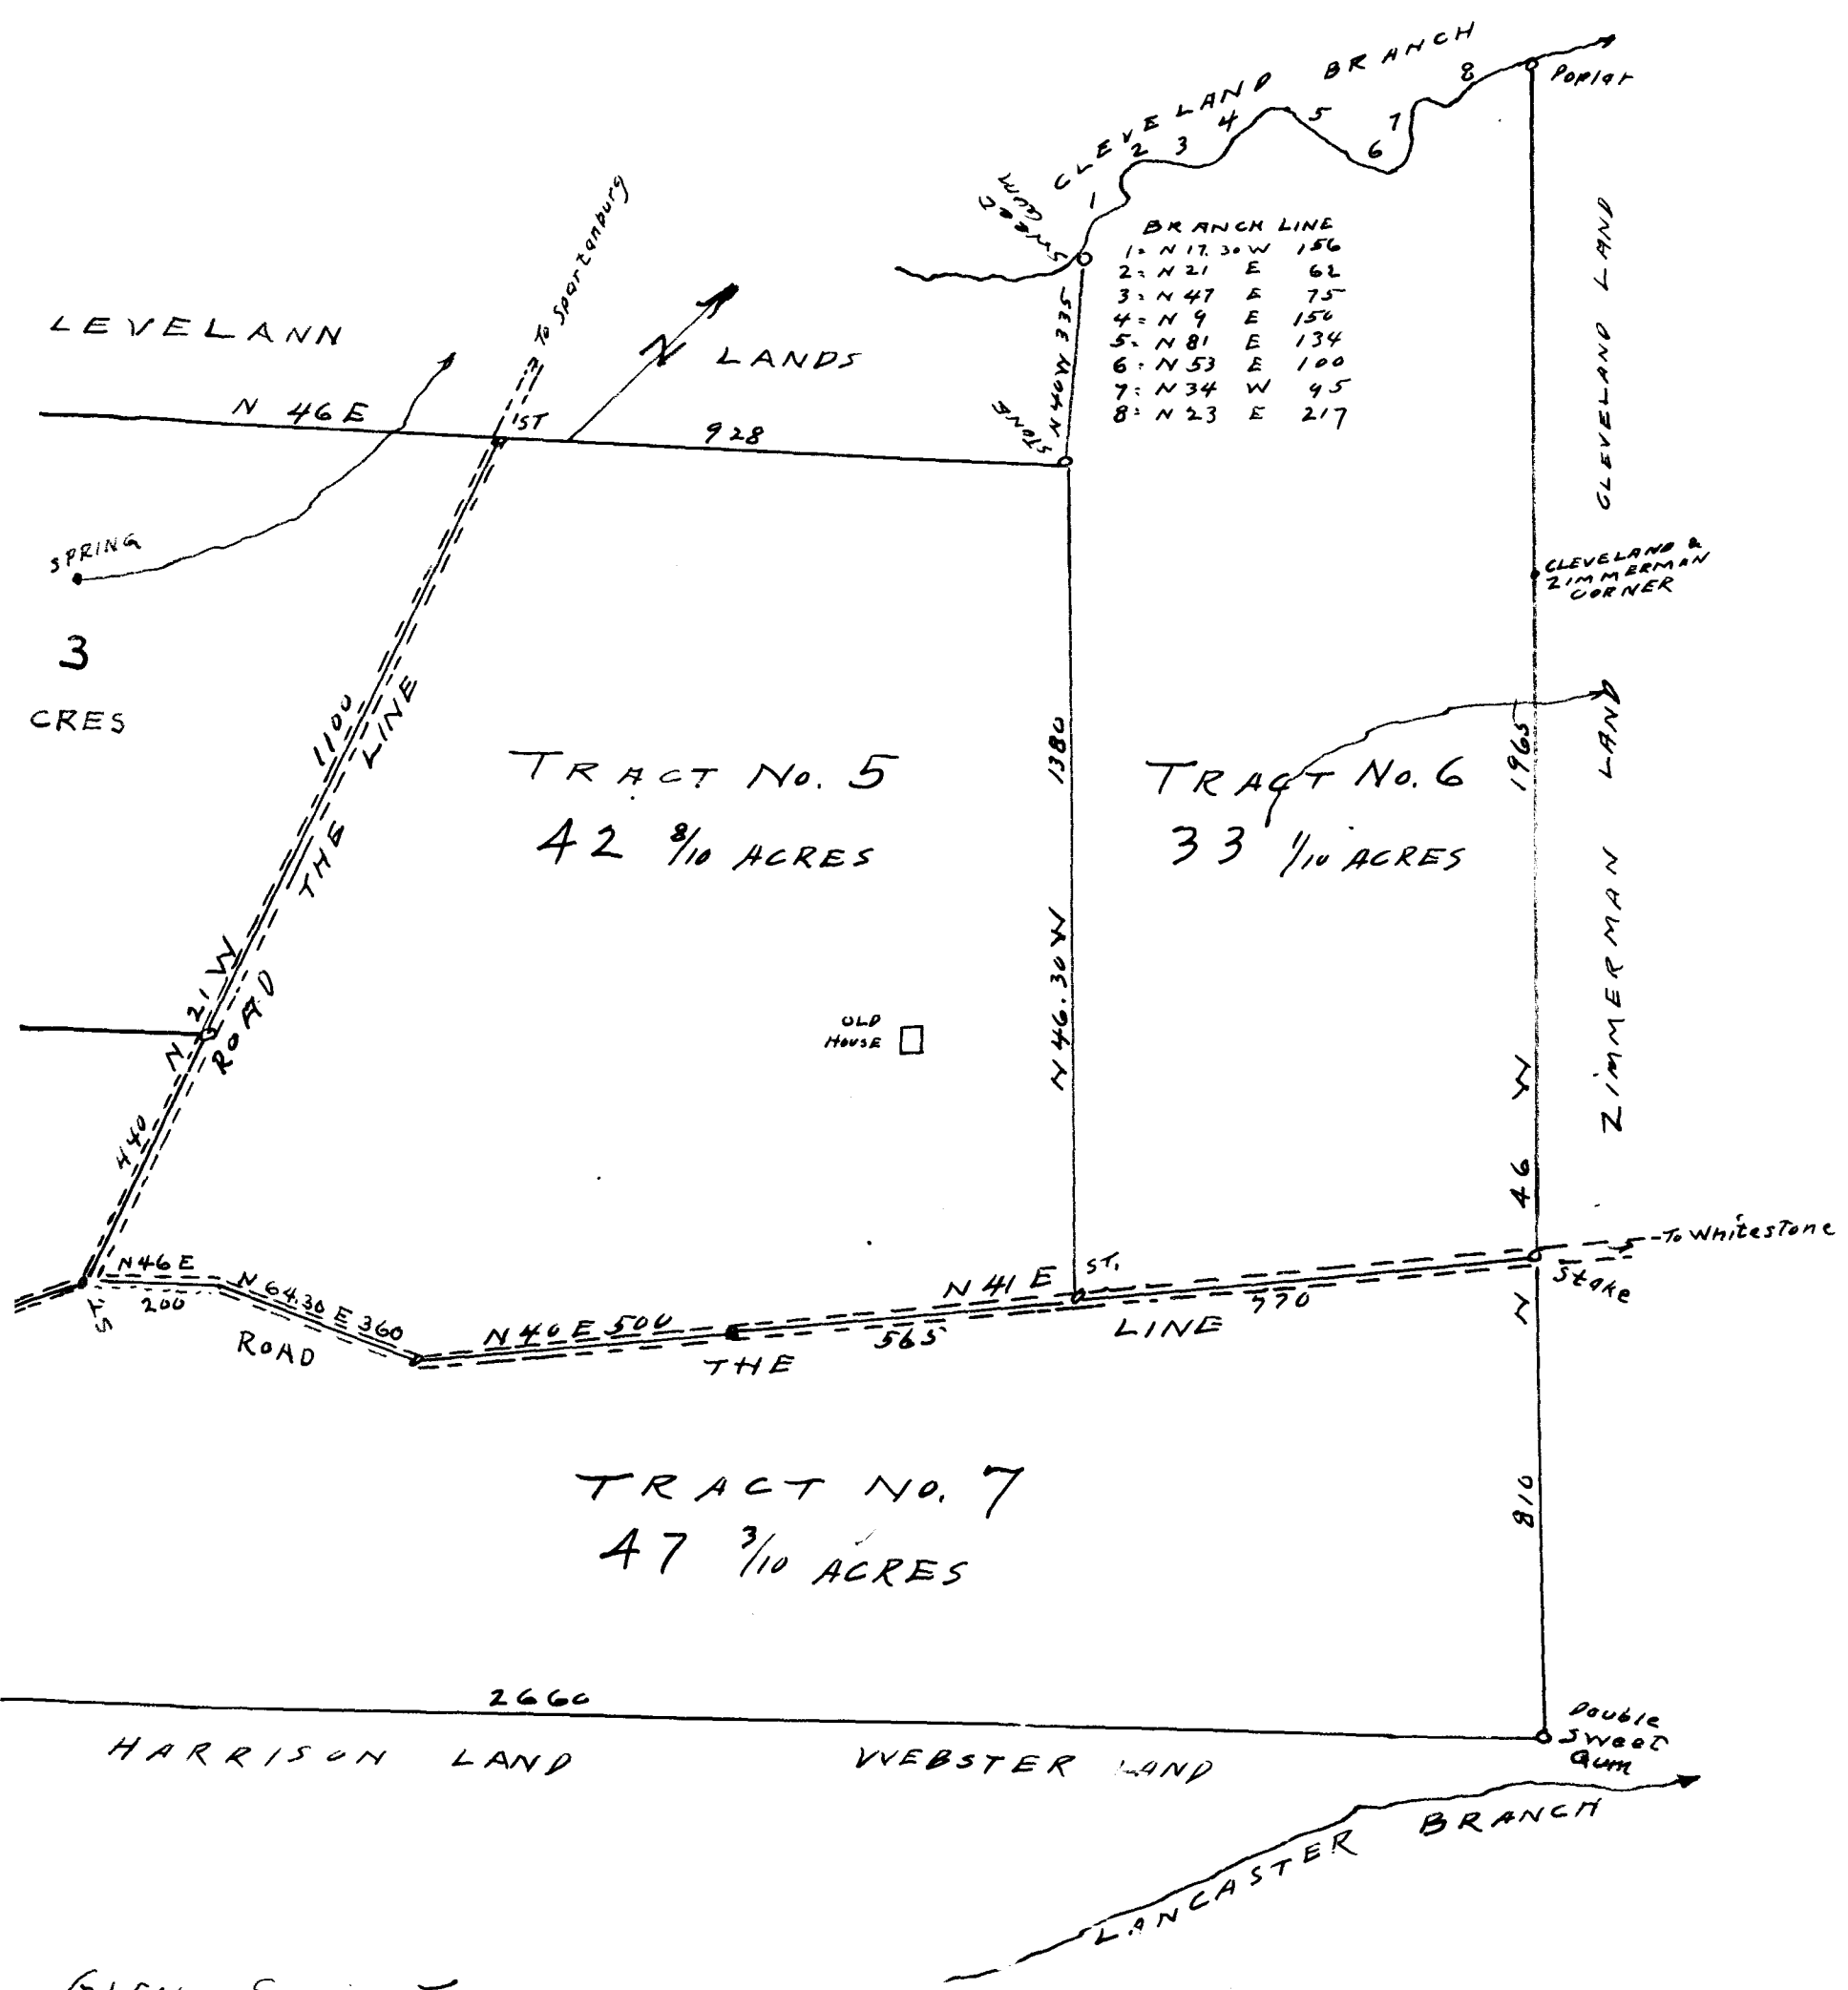 CLEVELAND BRANCH
1
2
3
4
5
6
7
8
Poplar
Sweet
Gum
BRANCH LINE
1= N 17.30 W 156
2= N 21 E 62
3= N 47 E 75
4= N 9 E 150
5= N 81 E 134
6= N 53 E 100
7= N 34 W 95
8= N 23 E 217
To Spartanburg
LEVELANN
N LANDS
N 46 E
ST
928
STONE
N 40 W 335
CLEVELAND LAND
SPRING
CLEVELAND &
ZIMMERMAN
CORNER
3
CRES
1100
THE LINE
TRACT No. 5
42 8/10 ACRES
1380
TRACT No. 6
33 1/10 ACRES
1965
ZIMMERMAN LAND
N 21 W
ROAD
OLD
HOUSE
N 46.30 W
440
N 46 W
To Whitestone
Stake
N 46 E
200
ST
N 64.30 E 360
ROAD
N 40 E 500
THE
N 41 E
565
ST.
LINE
770
810
TRACT No. 7
47 3/10 ACRES
2660
HARRISON LAND
WEBSTER LAND
Double
Sweet
Gum
LANCASTER BRANCH